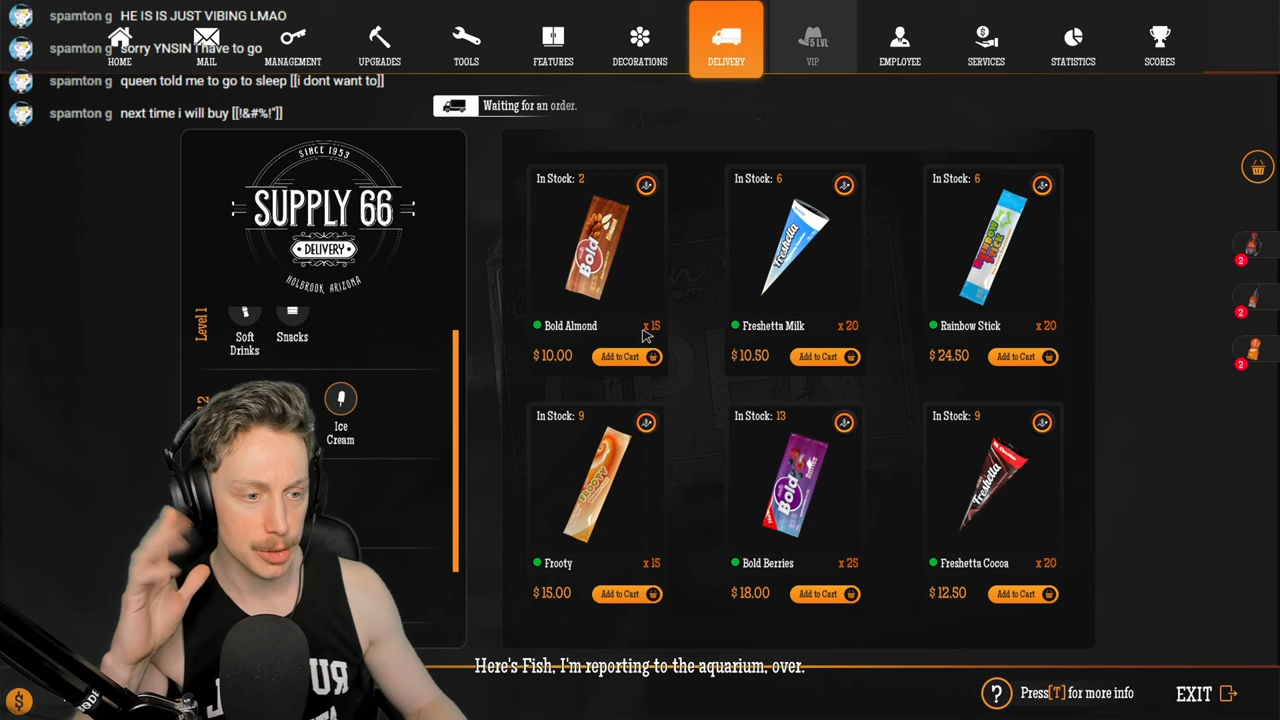 spamton g HE IS IS JUST VIBING LMAO
spamton g sorry YNSIN i have to go
spamton g queen told me to go to sleep [[i dont want to]]
spamton g next time i will buy [[!&#%!"]]
HOME
MAIL
MANAGEMENT
UPGRADES
TOOLS
FEATURES
DECORATIONS
DELIVERY
5 LVL
VIP
EMPLOYEE
SERVICES
STATISTICS
SCORES
Waiting for an order.
SINCE 1953
SUPPLY 66
DELIVERY
HOLBROOK, ARIZONA
Level 1
Soft
Drinks
Snacks
2
Ice
Cream
In Stock: 2
Bold
Bold Almond x 15
$ 10.00 Add to Cart
In Stock: 6
Freshetta
Freshetta Milk x 20
$ 10.50 Add to Cart
In Stock: 6
RAINBOW STICK
Rainbow Stick x 20
$ 24.50 Add to Cart
In Stock: 9
FROOTY
Frooty x 15
$ 15.00 Add to Cart
In Stock: 13
Bold
Bold Berries x 25
$ 18.00 Add to Cart
In Stock: 9
Freshetta
Freshetta Cocoa x 20
$ 12.50 Add to Cart
2
2
2
Here's Fish, I'm reporting to the aquarium, over.
$
? Press[T] for more info
EXIT